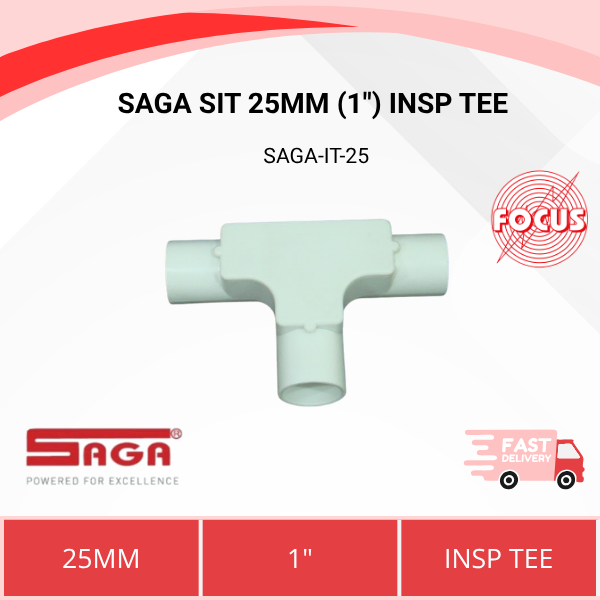 SAGA SIT 25MM (1") INSP TEE
SAGA-IT-25
FOCUS
SAGA®
POWERED FOR EXCELLENCE
FAST
DELIVERY
25MM
1"
INSP TEE